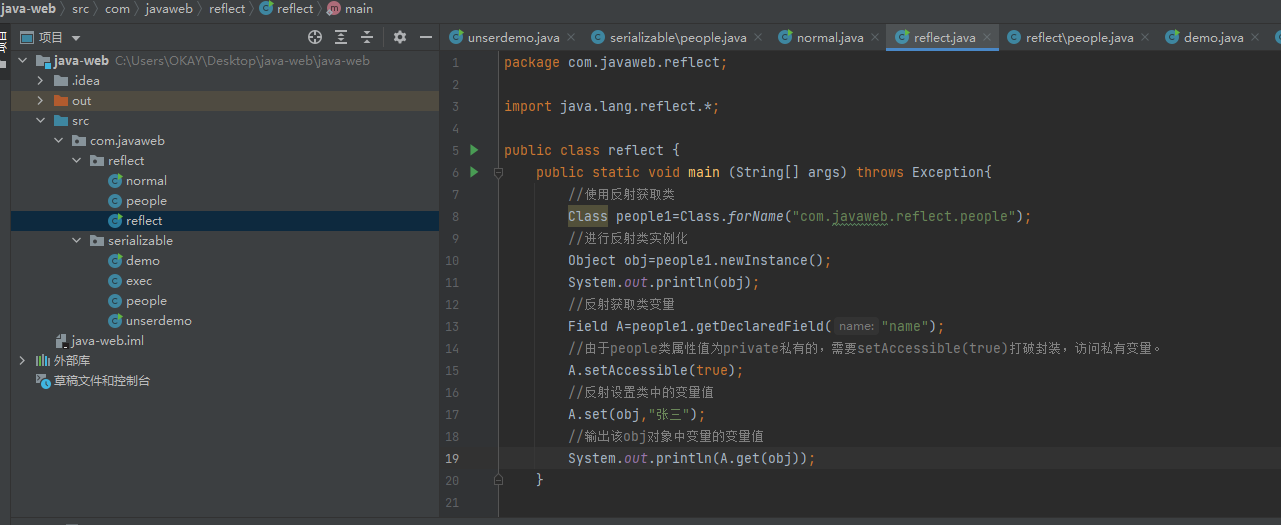 java-web > src > com > javaweb > reflect > reflect > main
项目
java-web C:\Users\OKAY\Desktop\java-web\java-web
.idea
out
src
com.javaweb
reflect
normal
people
reflect
serializable
demo
exec
people
unserdemo
java-web.iml
外部库
草稿文件和控制台
unserdemo.java
serializable\people.java
normal.java
reflect.java
reflect\people.java
demo.java
1 package com.javaweb.reflect;
2
3 import java.lang.reflect.*;
4
5 public class reflect {
6 public static void main (String[] args) throws Exception{
7 //使用反射获取类
8 Class people1=Class.forName("com.javaweb.reflect.people");
9 //进行反射类实例化
10 Object obj=people1.newInstance();
11 System.out.println(obj);
12 //反射获取类变量
13 Field A=people1.getDeclaredField( name: "name");
14 //由于people类属性值为private私有的，需要setAccessible(true)打破封装，访问私有变量。
15 A.setAccessible(true);
16 //反射设置类中的变量值
17 A.set(obj,"张三");
18 //输出该obj对象中变量的变量值
19 System.out.println(A.get(obj));
20 }
21